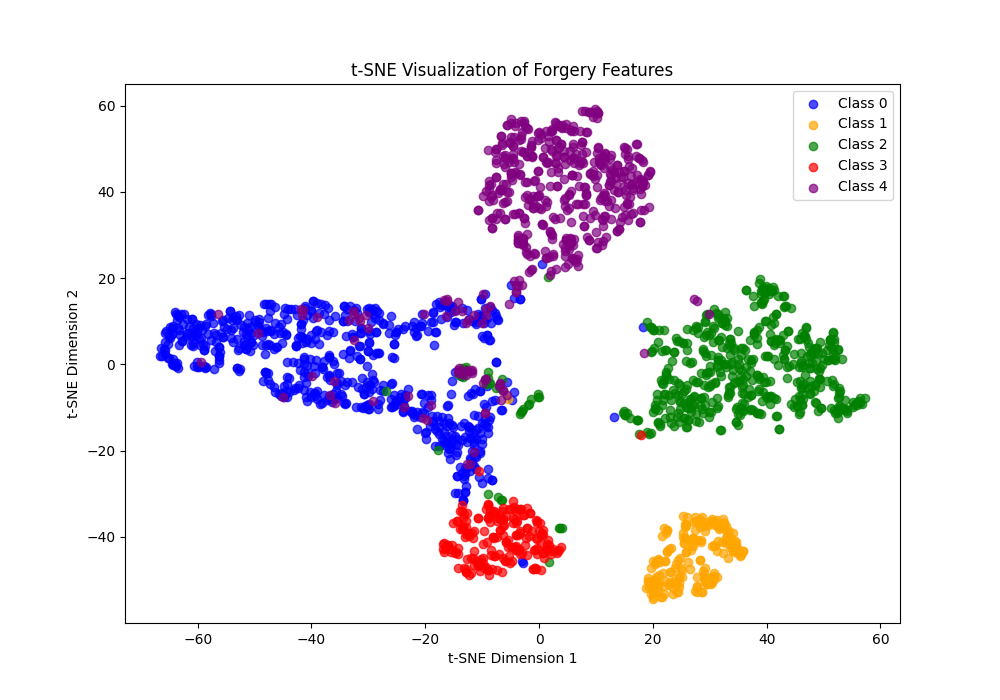 t-SNE Visualization of Forgery Features
Class 0
Class 1
Class 2
Class 3
Class 4
60
40
20
0
−20
−40
t-SNE Dimension 2
−60
−40
−20
0
20
40
60
t-SNE Dimension 1